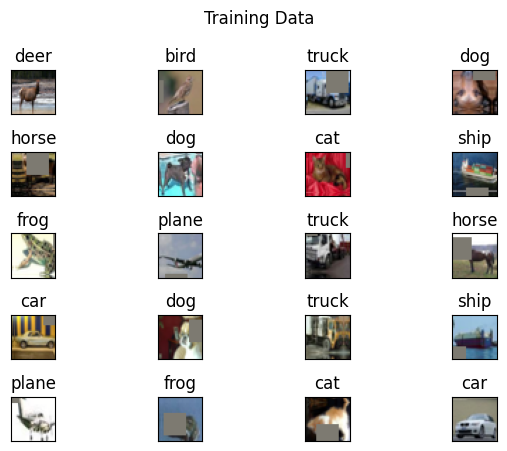 Training Data
deer bird truck dog
horse dog cat ship
frog plane truck horse
car dog truck ship
plane frog cat car